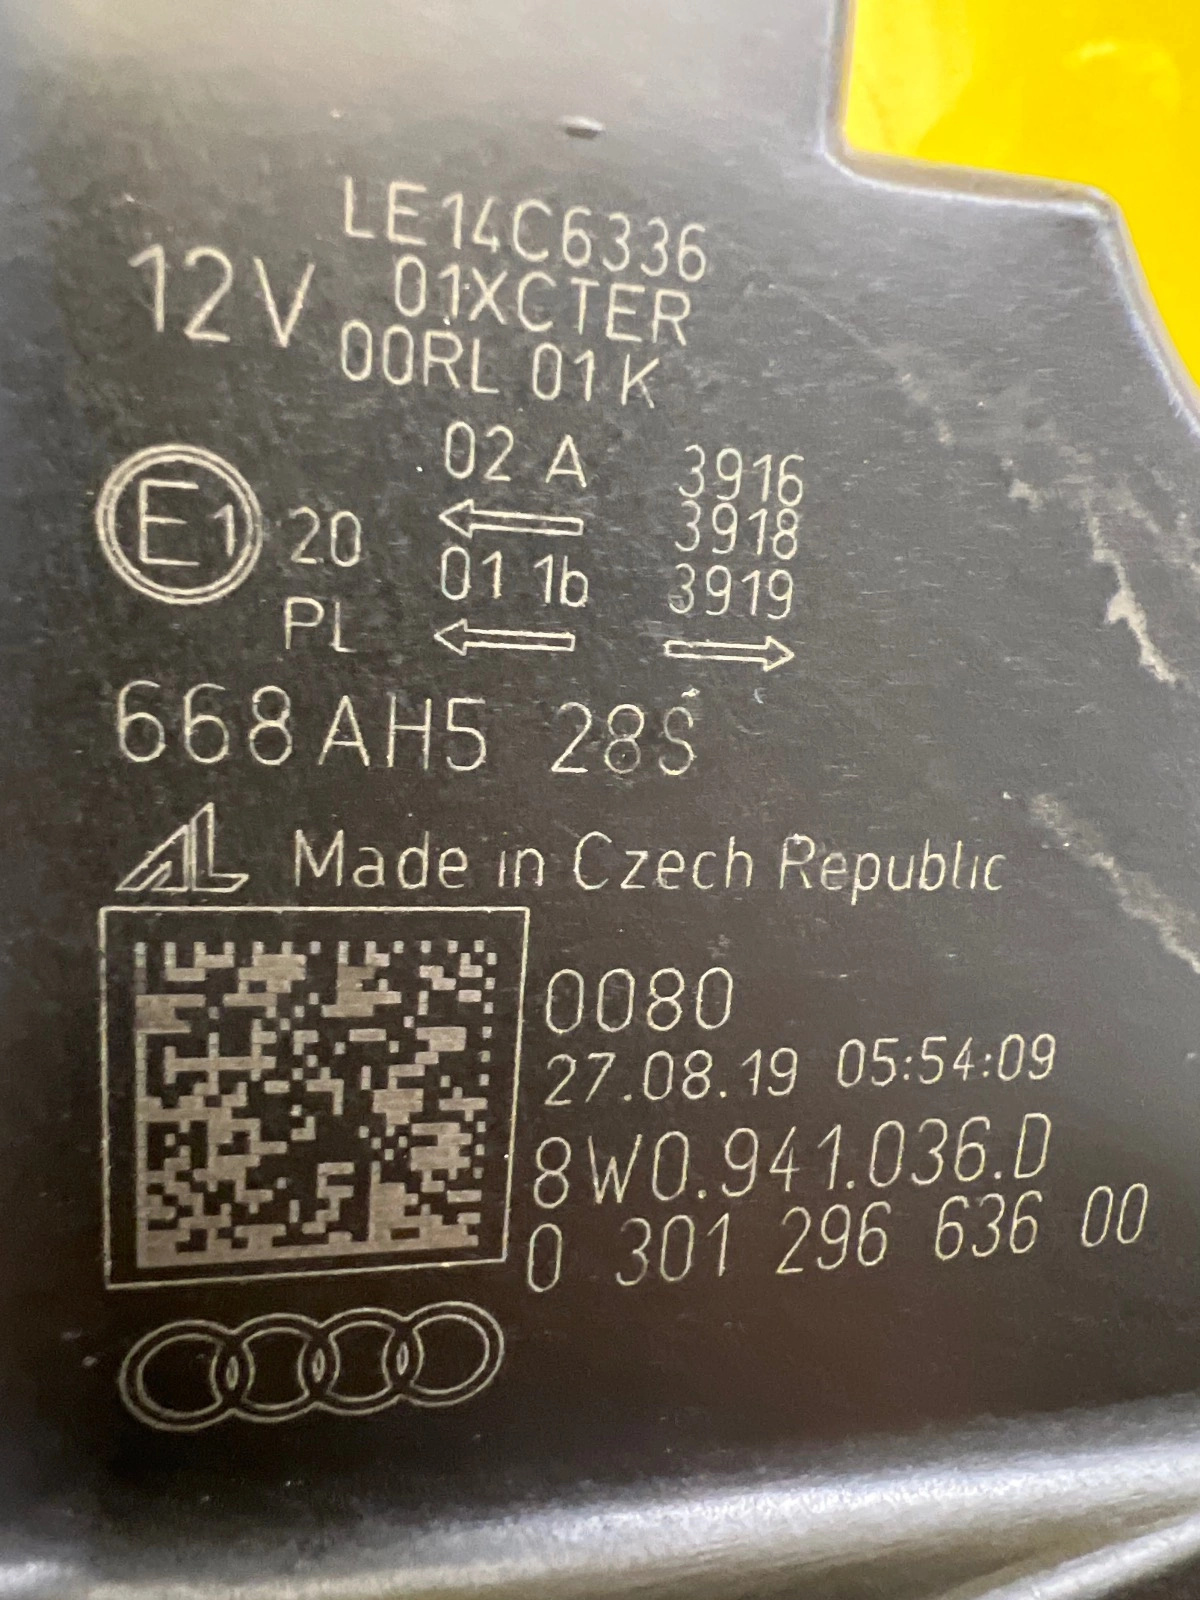 LE14C6336
12V 01XCTER
00RL 01K
02 A 3916
E1 20 3918
01 1b 3919
PL
668AH5 28S
AL Made in Czech Republic
0080
27.08.19 05:54:09
8W0.941.036.D
0 301 296 636 00